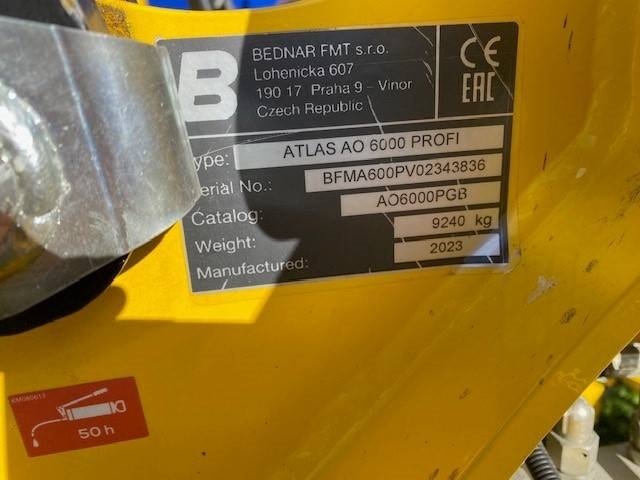 B
BEDNAR FMT s.r.o.
Lohenicka 607
190 17 Praha 9 - Vinor
Czech Republic
CE
EAC
ype: ATLAS AO 6000 PROFI
erial No.: BFMA600PV02343836
Catalog: AO6000PGB
Weight: 9240 kg
Manufactured: 2023
KM060613
50 h